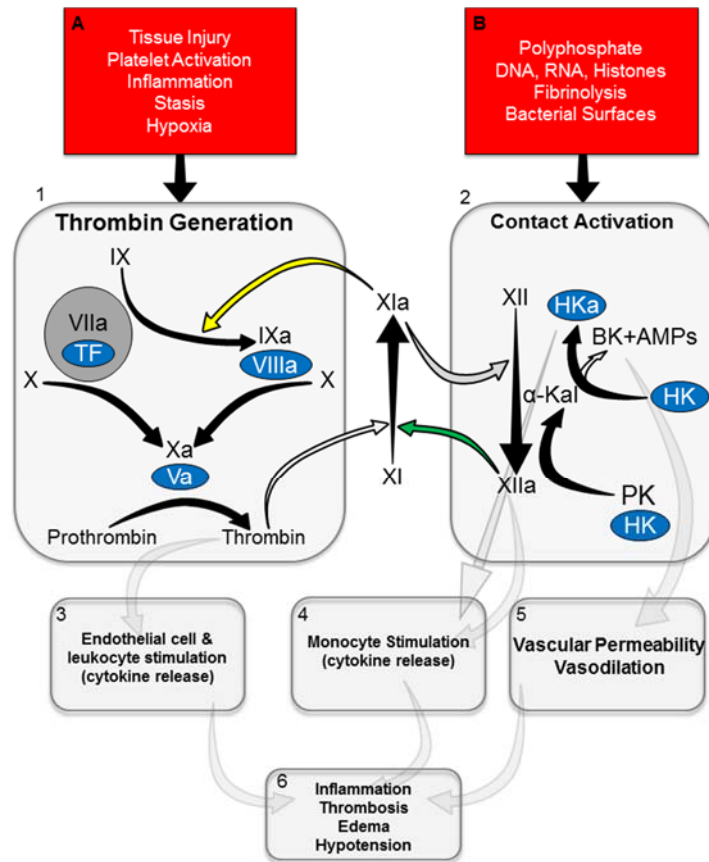 A
Tissue Injury
Platelet Activation
Inflammation
Stasis
Hypoxia
B
Polyphosphate
DNA, RNA, Histones
Fibrinolysis
Bacterial Surfaces
1
Thrombin Generation
IX
VIIa
TF
IXa
VIIIa
X
X
Xa
Va
Prothrombin
Thrombin
XIa
XI
2
Contact Activation
XII
HKa
BK+AMPs
α-Kal
HK
XIIa
PK
HK
3
Endothelial cell &
leukocyte stimulation
(cytokine release)
4
Monocyte Stimulation
(cytokine release)
5
Vascular Permeability
Vasodilation
6
Inflammation
Thrombosis
Edema
Hypotension